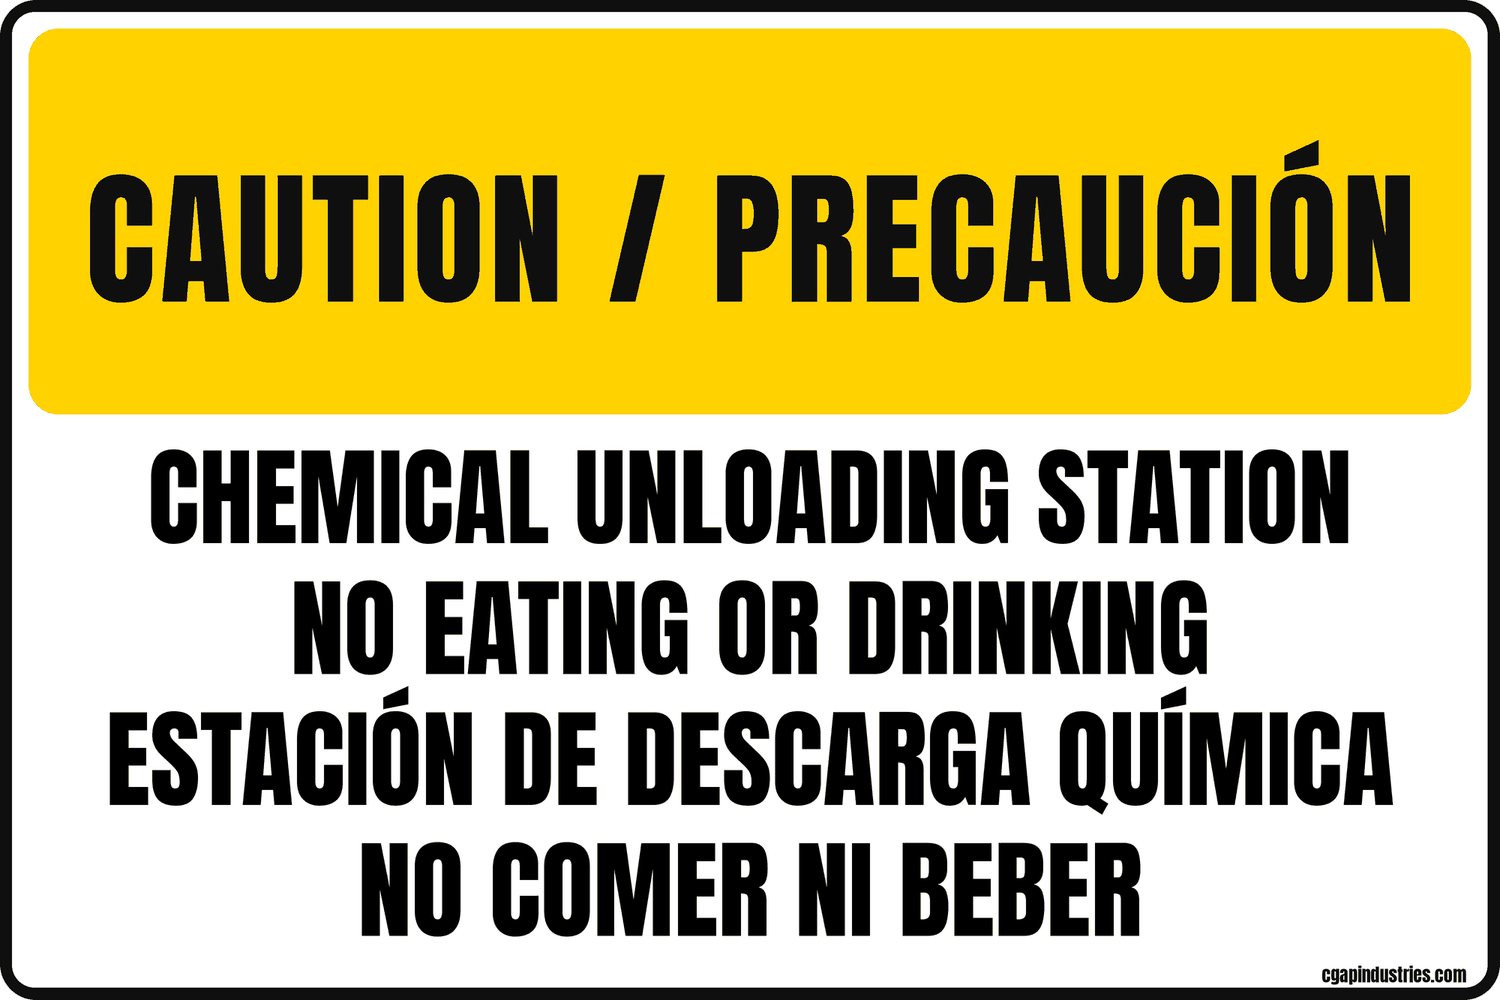 CAUTION / PRECAUCIÓN
CHEMICAL UNLOADING STATION
NO EATING OR DRINKING
ESTACIÓN DE DESCARGA QUÍMICA
NO COMER NI BEBER
cgapindustries.com